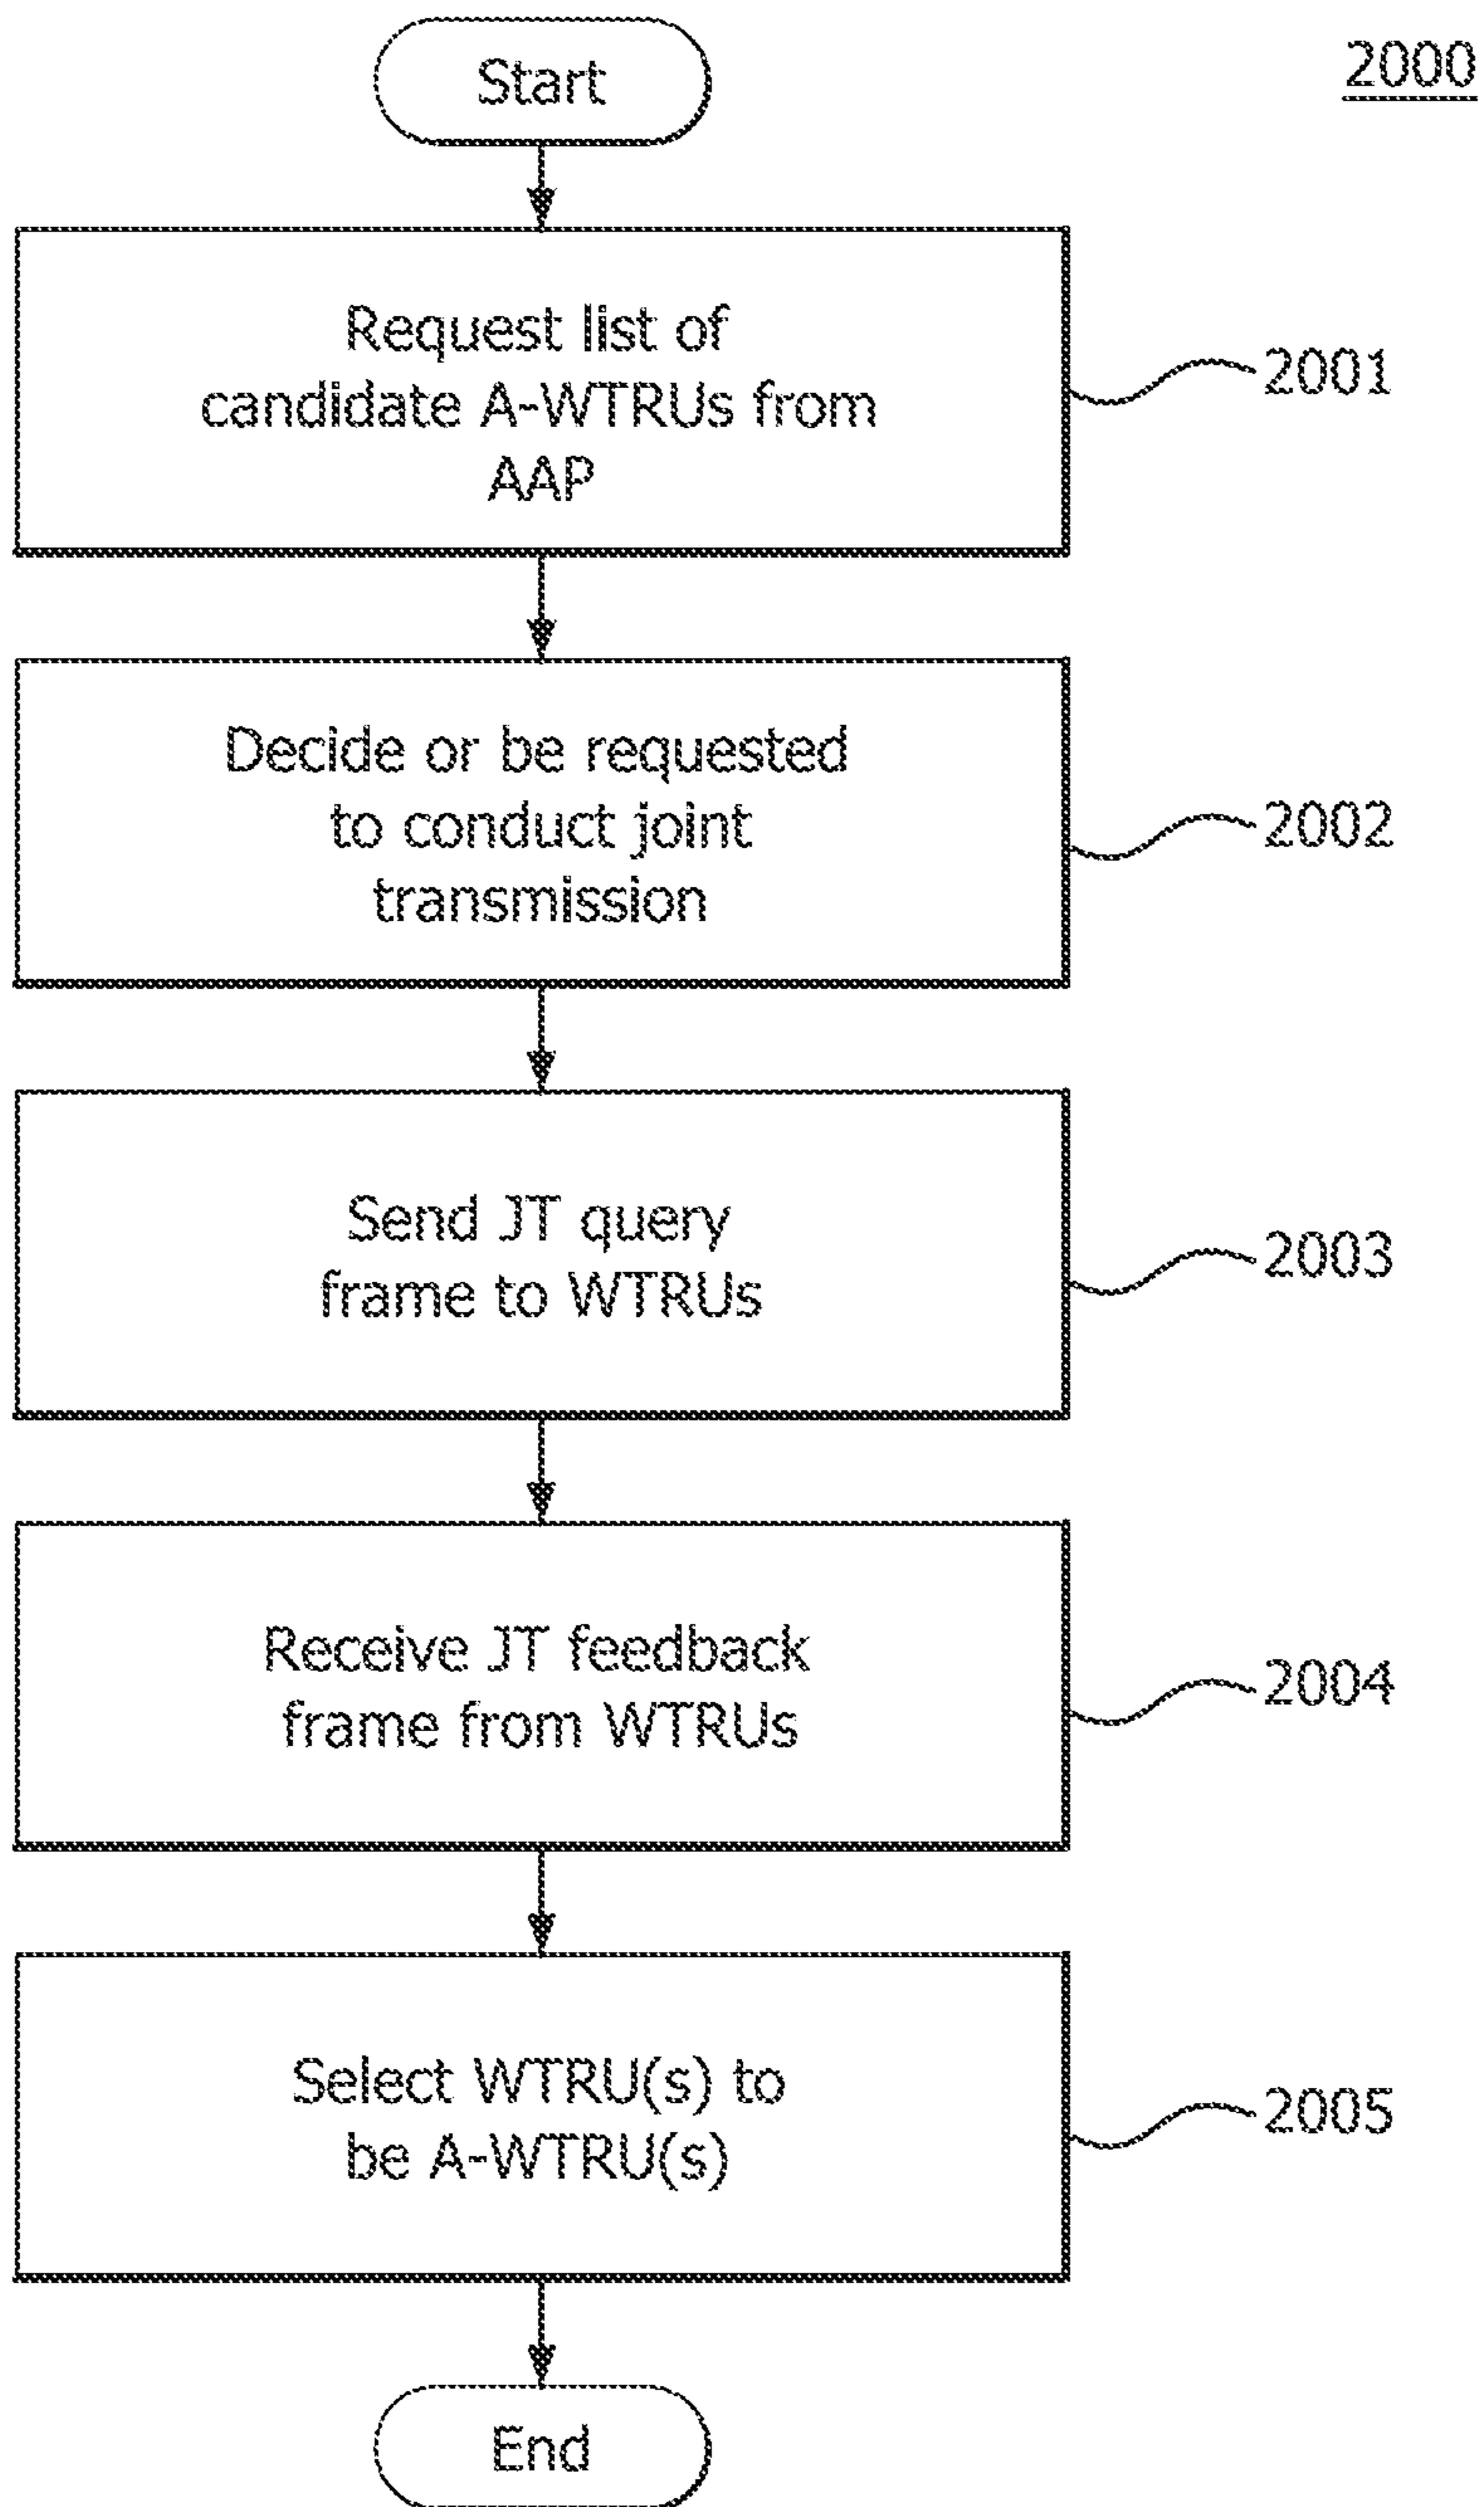 2000
Start
Request list of
candidate A-WTRUs from
AAP
2001
Decide or be requested
to conduct joint
transmission
2002
Send JT query
frame to WTRUs
2003
Receive JT feedback
frame from WTRUs
2004
Select WTRU(s) to
be A-WTRU(s)
2005
End